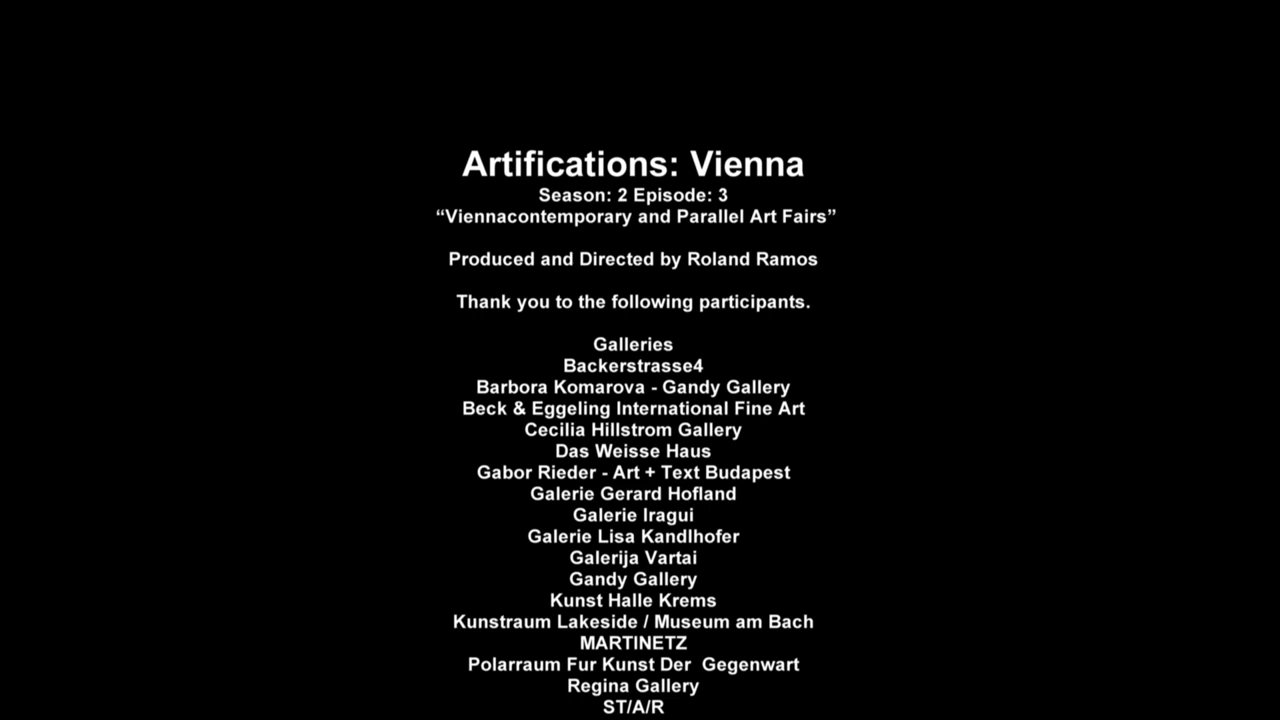 Artifications: Vienna
Season: 2 Episode: 3
“Viennacontemporary and Parallel Art Fairs”
Produced and Directed by Roland Ramos
Thank you to the following participants.
Galleries
Backerstrasse4
Barbora Komarova - Gandy Gallery
Beck & Eggeling International Fine Art
Cecilia Hillstrom Gallery
Das Weisse Haus
Gabor Rieder - Art + Text Budapest
Galerie Gerard Hofland
Galerie Iragui
Galerie Lisa Kandlhofer
Galerija Vartai
Gandy Gallery
Kunst Halle Krems
Kunstraum Lakeside / Museum am Bach
MARTINETZ
Polarraum Fur Kunst Der  Gegenwart
Regina Gallery
ST/A/R